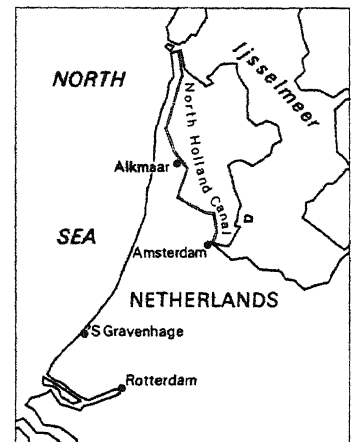 NORTH
Ijsselmeer
North Holland Canal
Alkmaar
SEA
Amsterdam
NETHERLANDS
'S Gravenhage
Rotterdam